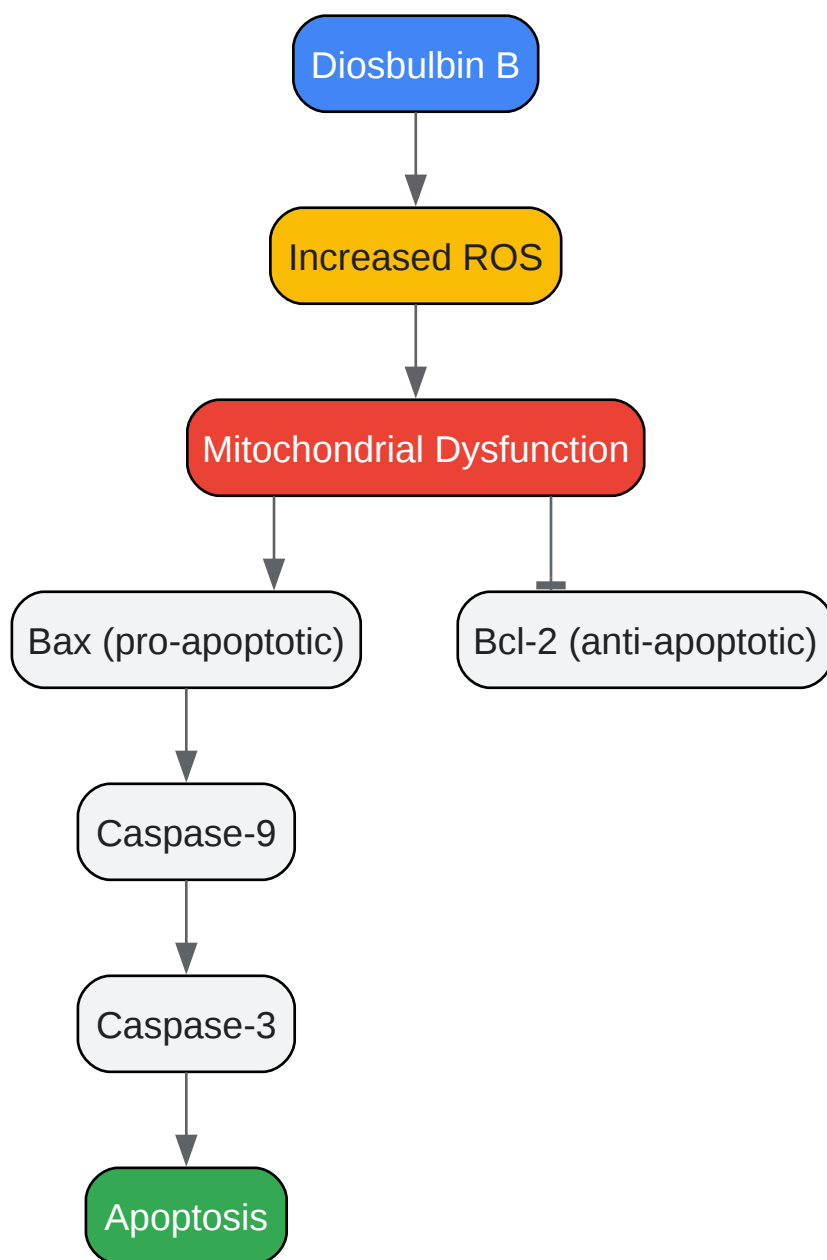 Diosbulbin B
Increased ROS
Mitochondrial Dysfunction
Bax (pro-apoptotic)
Bcl-2 (anti-apoptotic)
Caspase-9
Caspase-3
Apoptosis